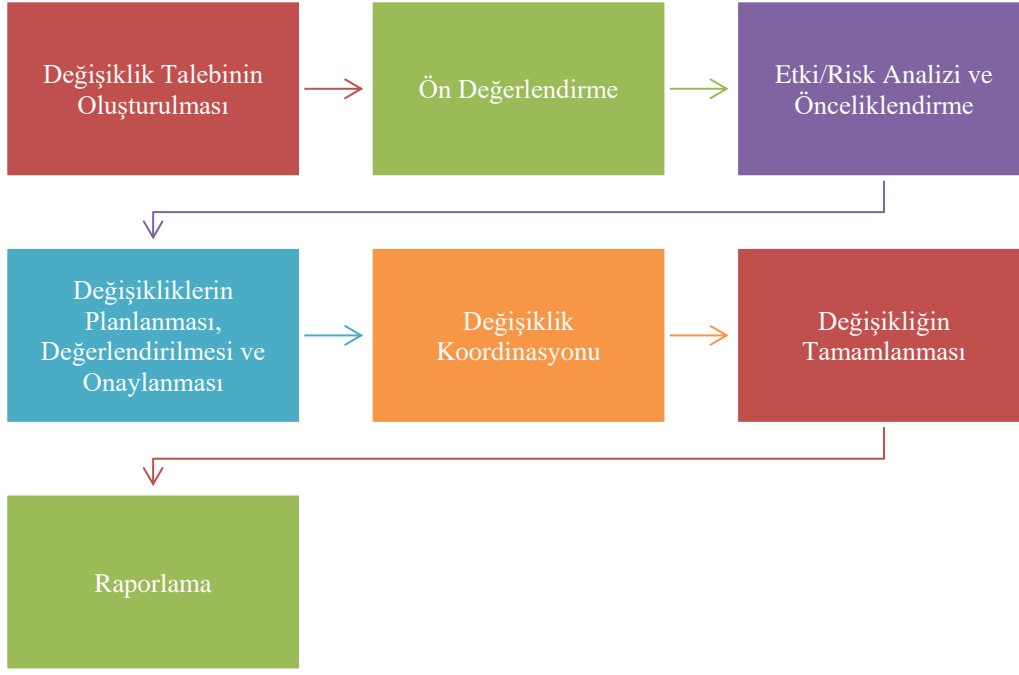 Değişiklik Talebinin
Oluşturulması
Ön Değerlendirme
Etki/Risk Analizi ve
Önceliklendirme
Değişikliklerin
Planlanması,
Değerlendirilmesi ve
Onaylanması
Değişiklik
Koordinasyonu
Değişikliğin
Tamamlanması
Raporlama